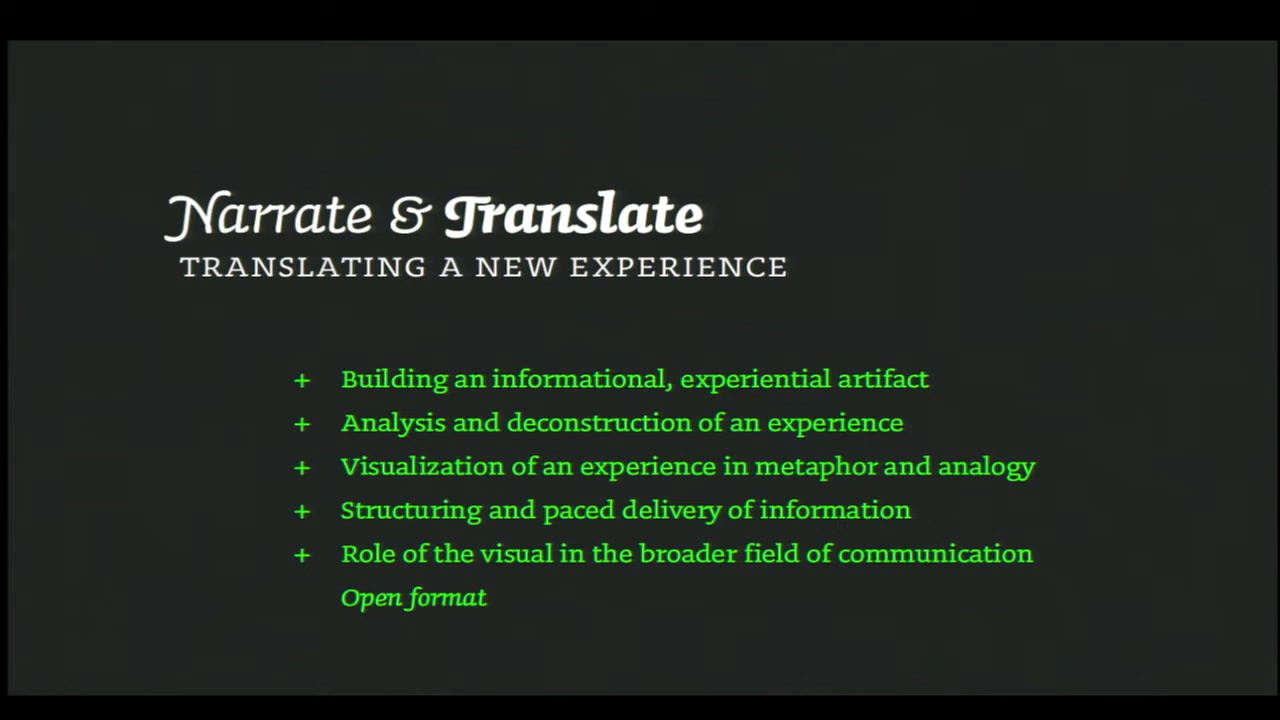 Narrate & Translate
TRANSLATING A NEW EXPERIENCE
+ Building an informational, experiential artifact
+ Analysis and deconstruction of an experience
+ Visualization of an experience in metaphor and analogy
+ Structuring and paced delivery of information
+ Role of the visual in the broader field of communication
Open format